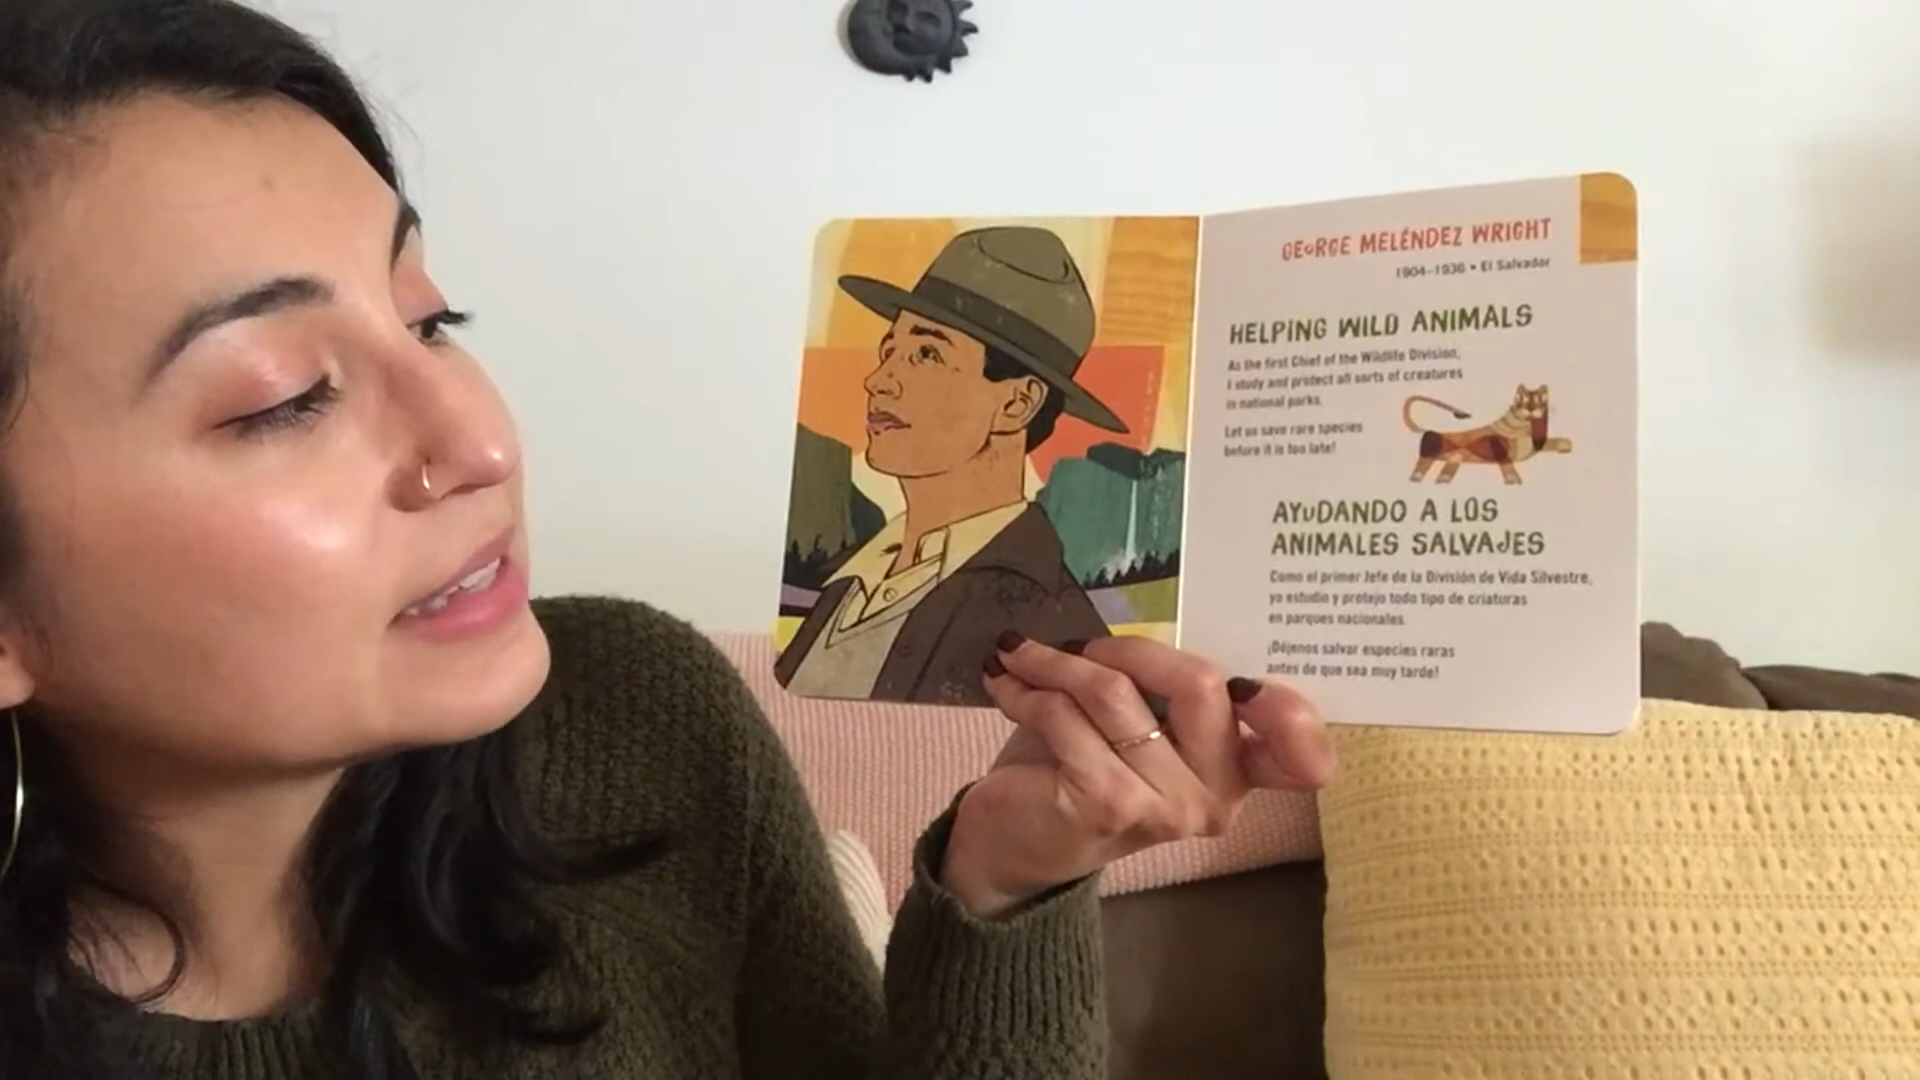 GEORGE MELÉNDEZ WRIGHT
1904–1936 • El Salvador
HELPING WILD ANIMALS
As the first Chief of the Wildlife Division,
I study and protect all sorts of creatures
in national parks.
Let us save rare species
before it is too late!
AYUDANDO A LOS
ANIMALES SALVAJES
Como el primer Jefe de la División de Vida Silvestre,
yo estudio y protejo todo tipo de criaturas
en parques nacionales.
¡Déjenos salvar especies raras
antes de que sea muy tarde!